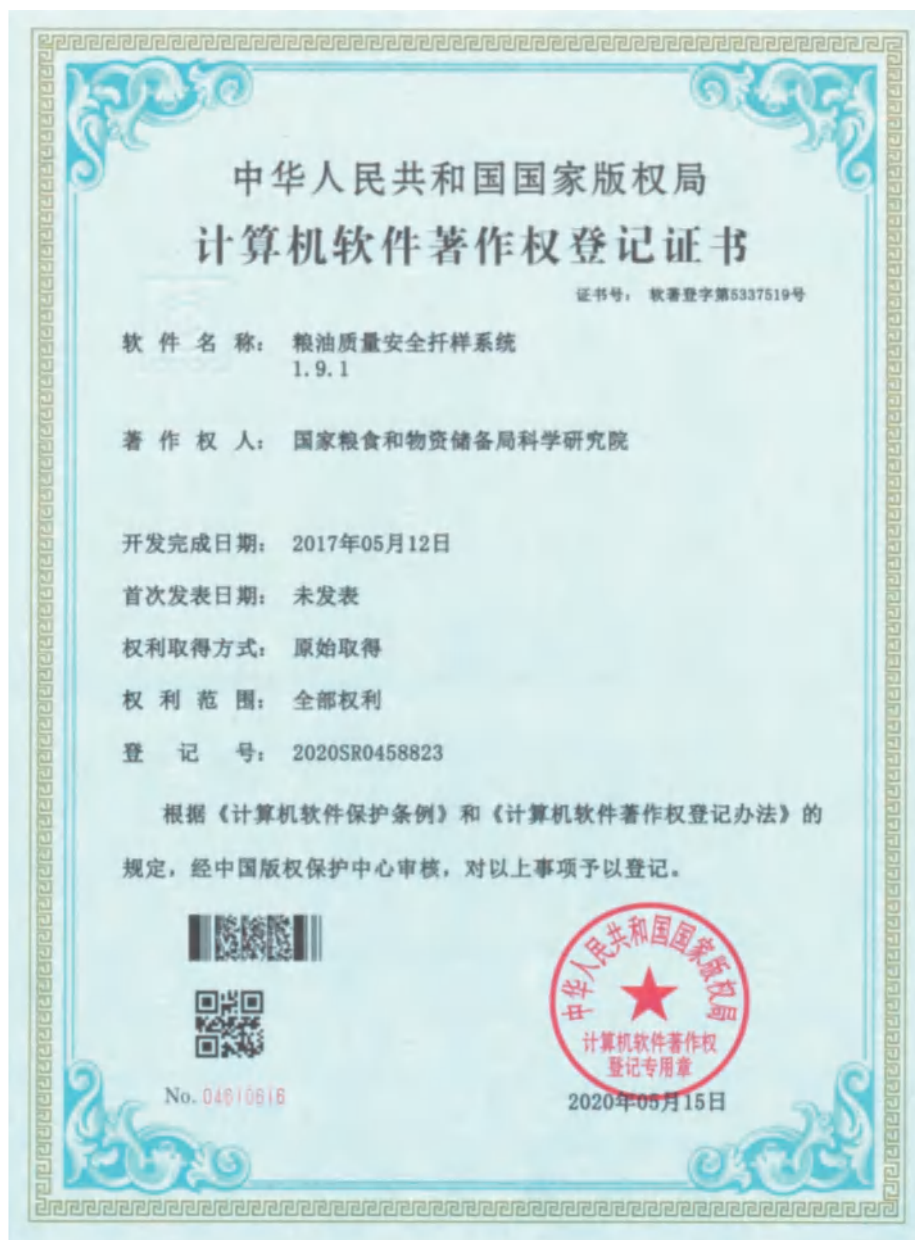 中华人民共和国国家版权局
计算机软件著作权登记证书
证书号： 软著登字第5337519号
软件名称： 粮油质量安全扦样系统
1.9.1
著作权人： 国家粮食和物资储备局科学研究院
开发完成日期： 2017年05月12日
首次发表日期： 未发表
权利取得方式： 原始取得
权利范围： 全部权利
登记号： 2020SR0458823
根据《计算机软件保护条例》和《计算机软件著作权登记办法》的
规定，经中国版权保护中心审核，对以上事项予以登记。
中华人民共和国国家版权局
计算机软件著作权
登记专用章
No. 04610616
2020年05月15日